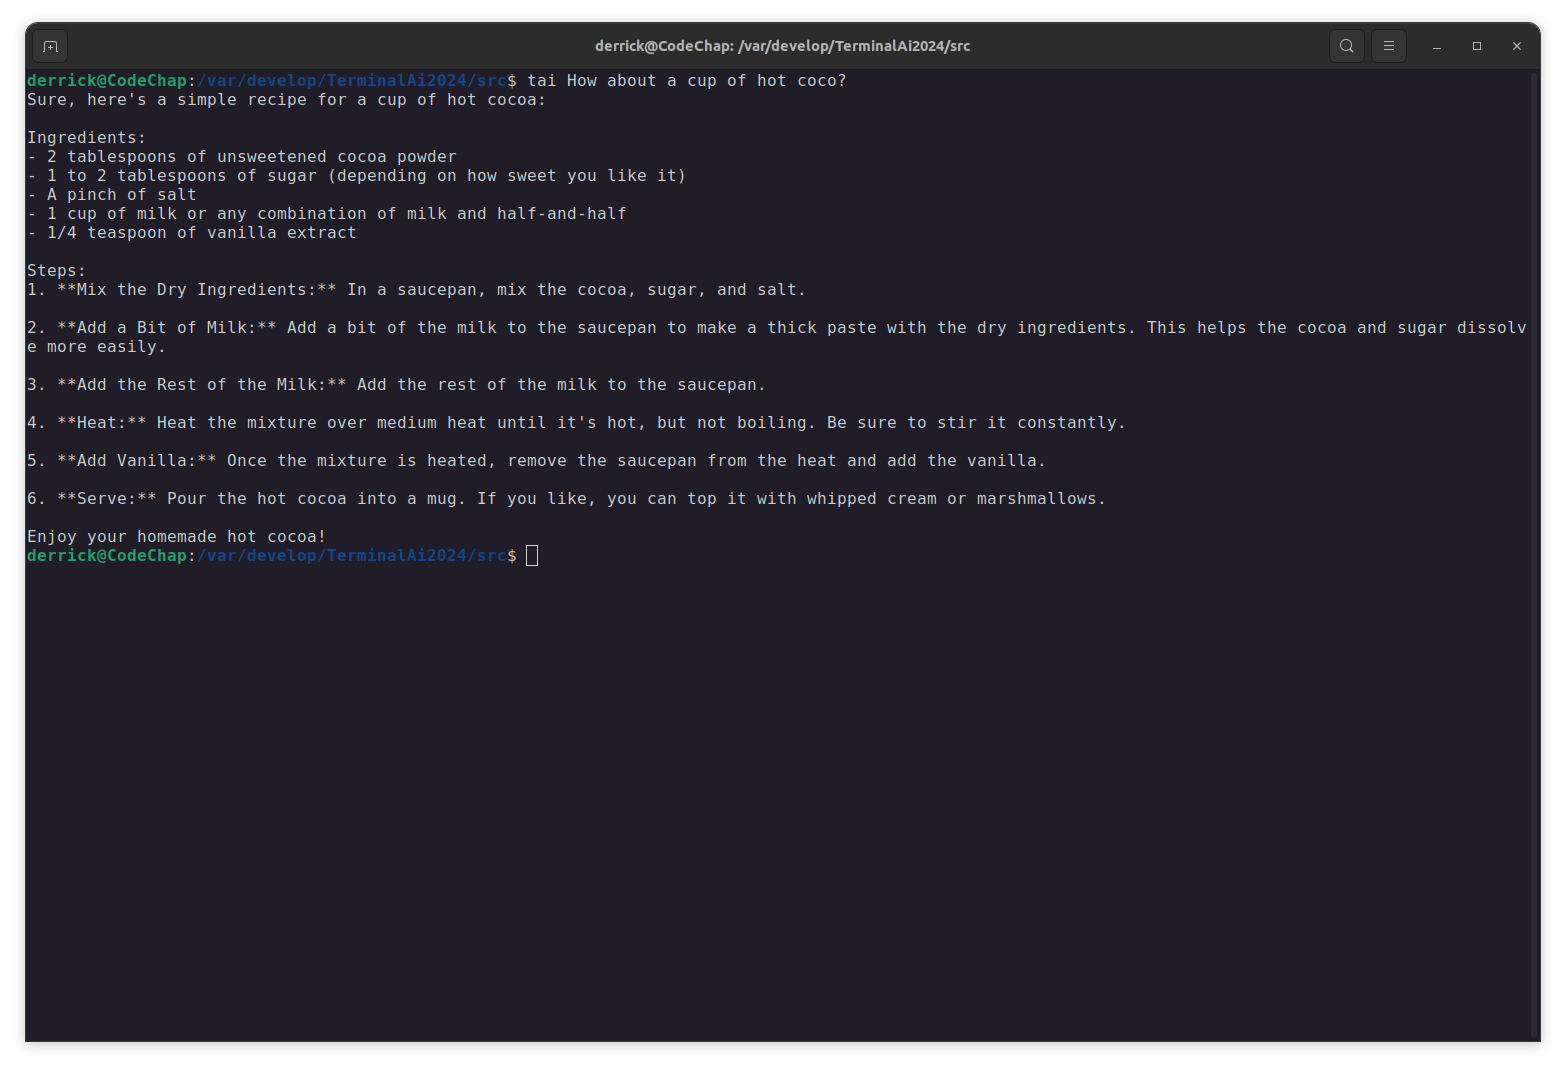 derrick@CodeChap: /var/develop/TerminalAi2024/src
derrick@CodeChap:/var/develop/TerminalAi2024/src$ tai How about a cup of hot coco?
Sure, here's a simple recipe for a cup of hot cocoa:
Ingredients:
- 2 tablespoons of unsweetened cocoa powder
- 1 to 2 tablespoons of sugar (depending on how sweet you like it)
- A pinch of salt
- 1 cup of milk or any combination of milk and half-and-half
- 1/4 teaspoon of vanilla extract
Steps:
1. **Mix the Dry Ingredients:** In a saucepan, mix the cocoa, sugar, and salt.
2. **Add a Bit of Milk:** Add a bit of the milk to the saucepan to make a thick paste with the dry ingredients. This helps the cocoa and sugar dissolv
e more easily.
3. **Add the Rest of the Milk:** Add the rest of the milk to the saucepan.
4. **Heat:** Heat the mixture over medium heat until it's hot, but not boiling. Be sure to stir it constantly.
5. **Add Vanilla:** Once the mixture is heated, remove the saucepan from the heat and add the vanilla.
6. **Serve:** Pour the hot cocoa into a mug. If you like, you can top it with whipped cream or marshmallows.
Enjoy your homemade hot cocoa!
derrick@CodeChap:/var/develop/TerminalAi2024/src$